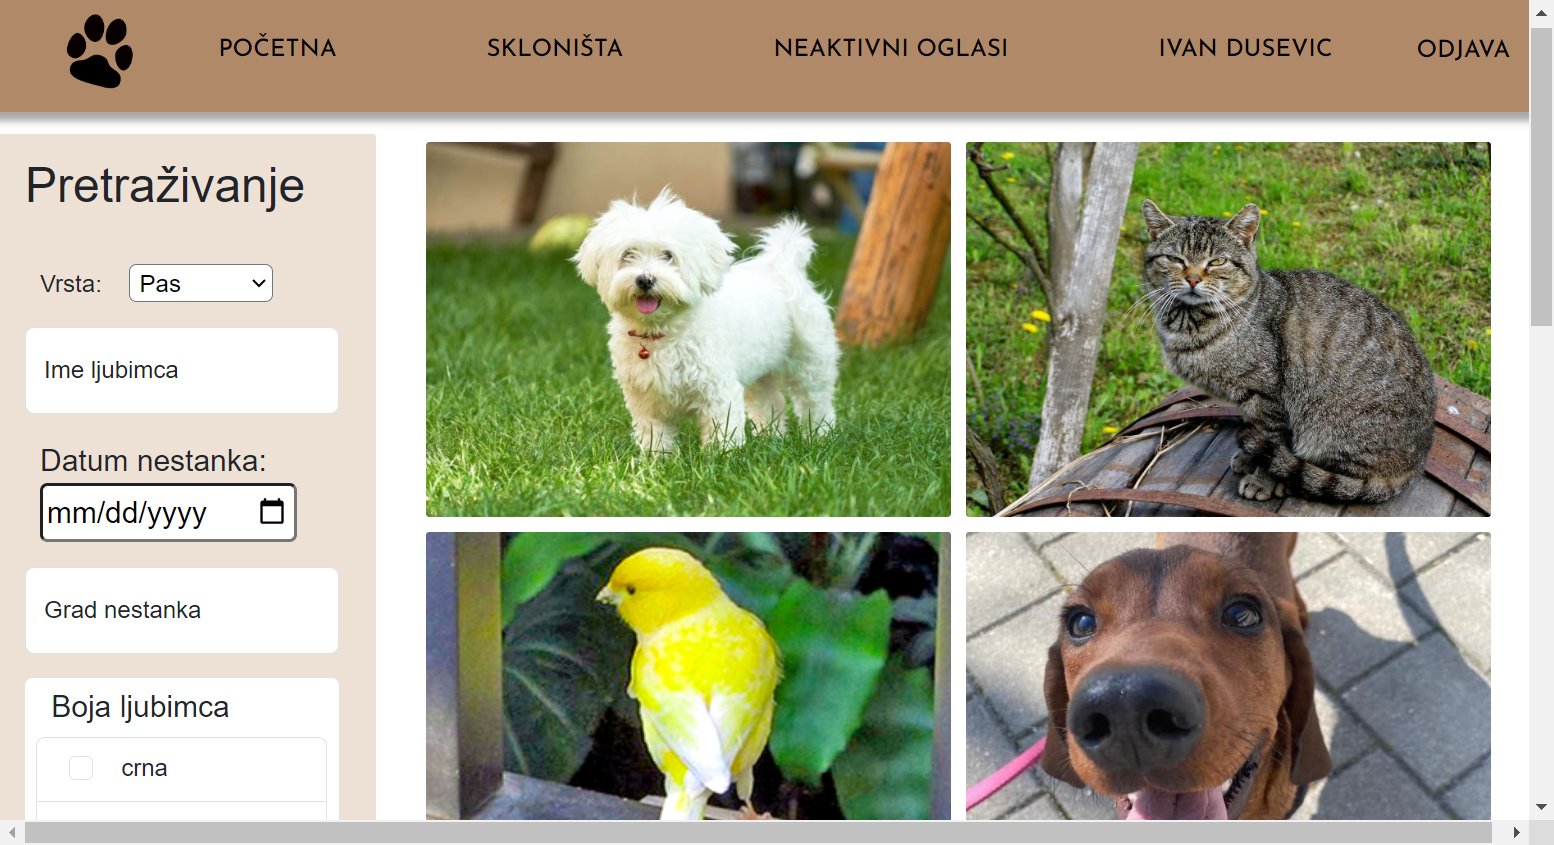 POČETNA
SKLONIŠTA
NEAKTIVNI OGLASI
IVAN DUSEVIC
ODJAVA
Pretraživanje
Vrsta:
Pas
Ime ljubimca
Datum nestanka:
mm/dd/yyyy
Grad nestanka
Boja ljubimca
crna